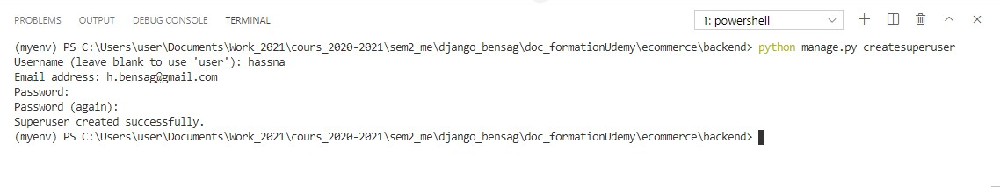 PROBLEMS OUTPUT DEBUG CONSOLE TERMINAL 1: powershell
(myenv) PS C:\Users\user\Documents\Work_2021\cours_2020-2021\sem2_me\django_bensag\doc_formationUdemy\ecommerce\backend> python manage.py createsuperuser
Username (leave blank to use 'user'): hassna
Email address: h.bensag@gmail.com
Password:
Password (again):
Superuser created successfully.
(myenv) PS C:\Users\user\Documents\Work_2021\cours_2020-2021\sem2_me\django_bensag\doc_formationUdemy\ecommerce\backend>